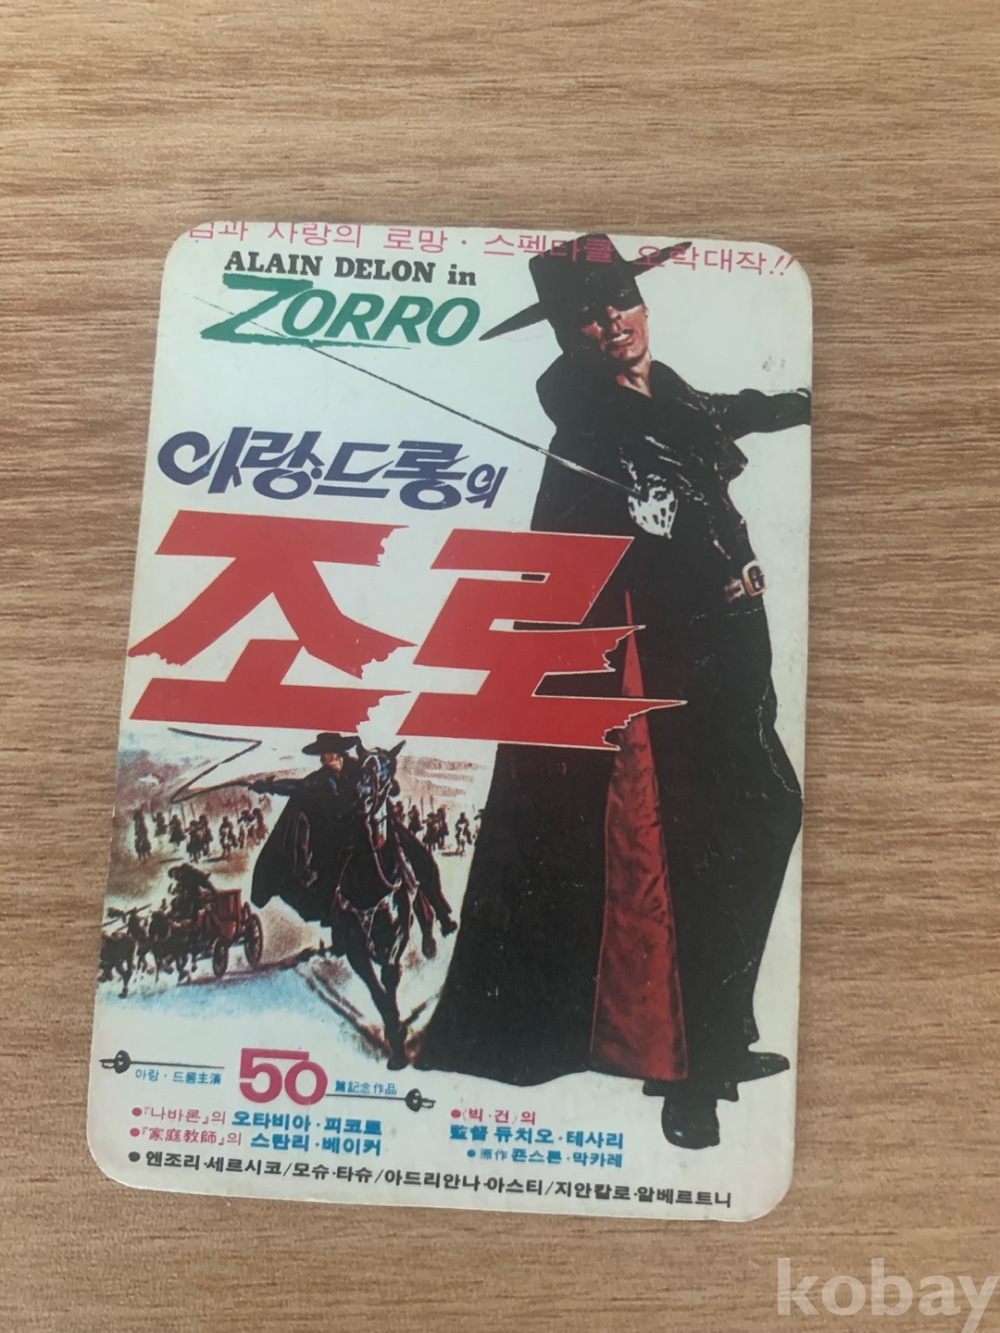 과 사랑의 로망·스펙타클 오락대작!!
ALAIN DELON in
ZORRO
아랑·드롱의
조로
아랑·드롱主演 50 篇記念作品
●『나바론』의 오타비아·피코로
●『家庭教師』의 스탄리·베이커
●〈빅·건〉의
監督 듀치오·테사리
●原作 죤스튼·막카레
●엔조리·세르시코/모슈·타슈/아드리안나·아스티/지안칼로·알베르트니
kobay